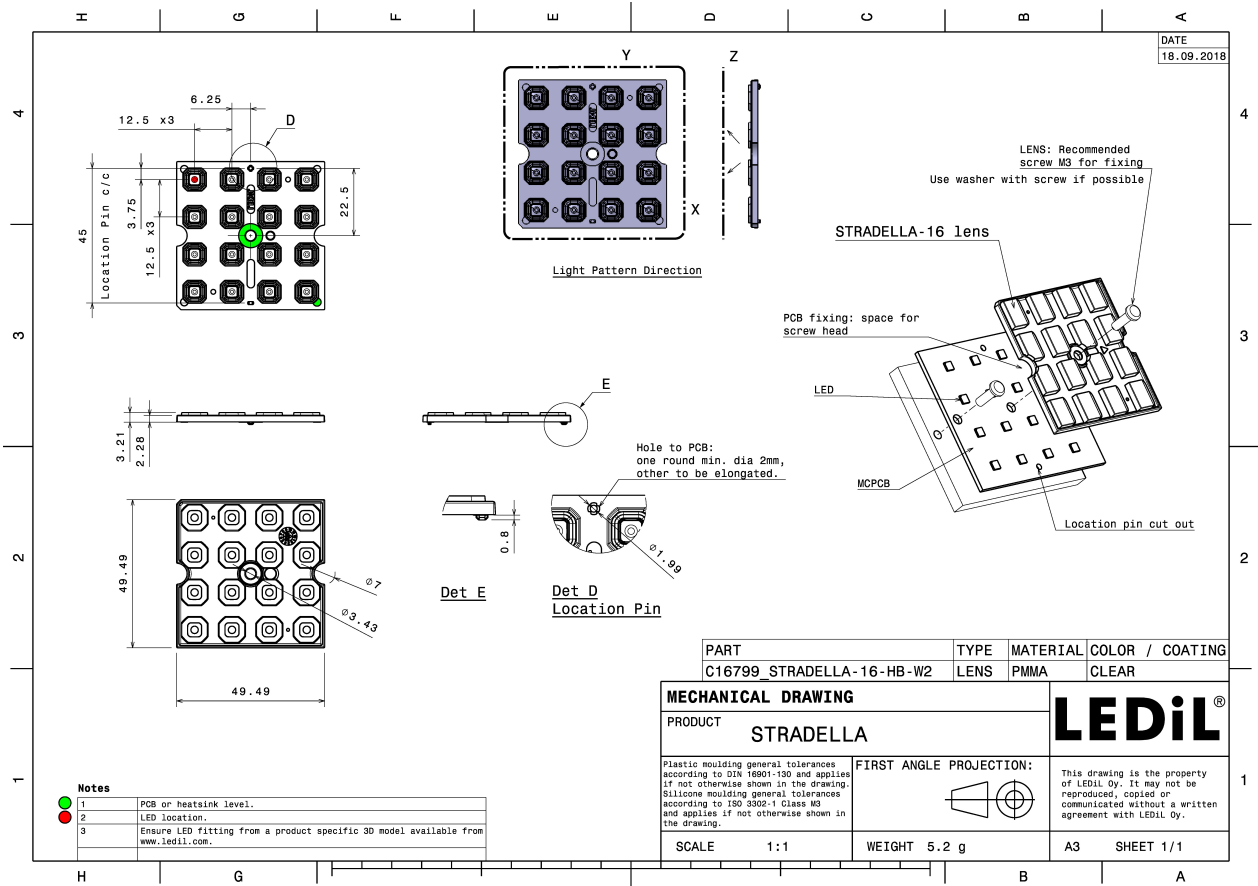 H G F E D C B A
DATE
18.09.2018
4
4
6.25
12.5 x3
D
45
Location Pin c/c
3.75
12.5 x3
22.5
Y
Z
X
Light Pattern Direction
LENS: Recommended
screw M3 for fixing
Use washer with screw if possible
STRADELLA-16 lens
PCB fixing: space for
screw head
LED
MCPCB
Location pin cut out
3
3
3.21
2.28
E
Hole to PCB:
one round min. dia 2mm,
other to be elongated.
0.8
Ø1.99
Det E
Det D
Location Pin
2
2
49.49
Ø7
Ø3.43
49.49
PART TYPE MATERIAL COLOR / COATING
C16799_STRADELLA-16-HB-W2 LENS PMMA CLEAR
MECHANICAL DRAWING
PRODUCT
STRADELLA
LEDiL®
Plastic moulding general tolerances
according to DIN 16901-130 and applies
if not otherwise shown in the drawing.
Silicone moulding general tolerances
according to ISO 3302-1 Class M3
and applies if not otherwise shown in
the drawing.
FIRST ANGLE PROJECTION:
This drawing is the property
of LEDiL Oy. It may not be
reproduced, copied or
communicated without a written
agreement with LEDiL Oy.
SCALE 1:1
WEIGHT 5.2 g
A3 SHEET 1/1
1
1
Notes
1 PCB or heatsink level.
2 LED location.
3 Ensure LED fitting from a product specific 3D model available from
www.ledil.com.
H G F E B A